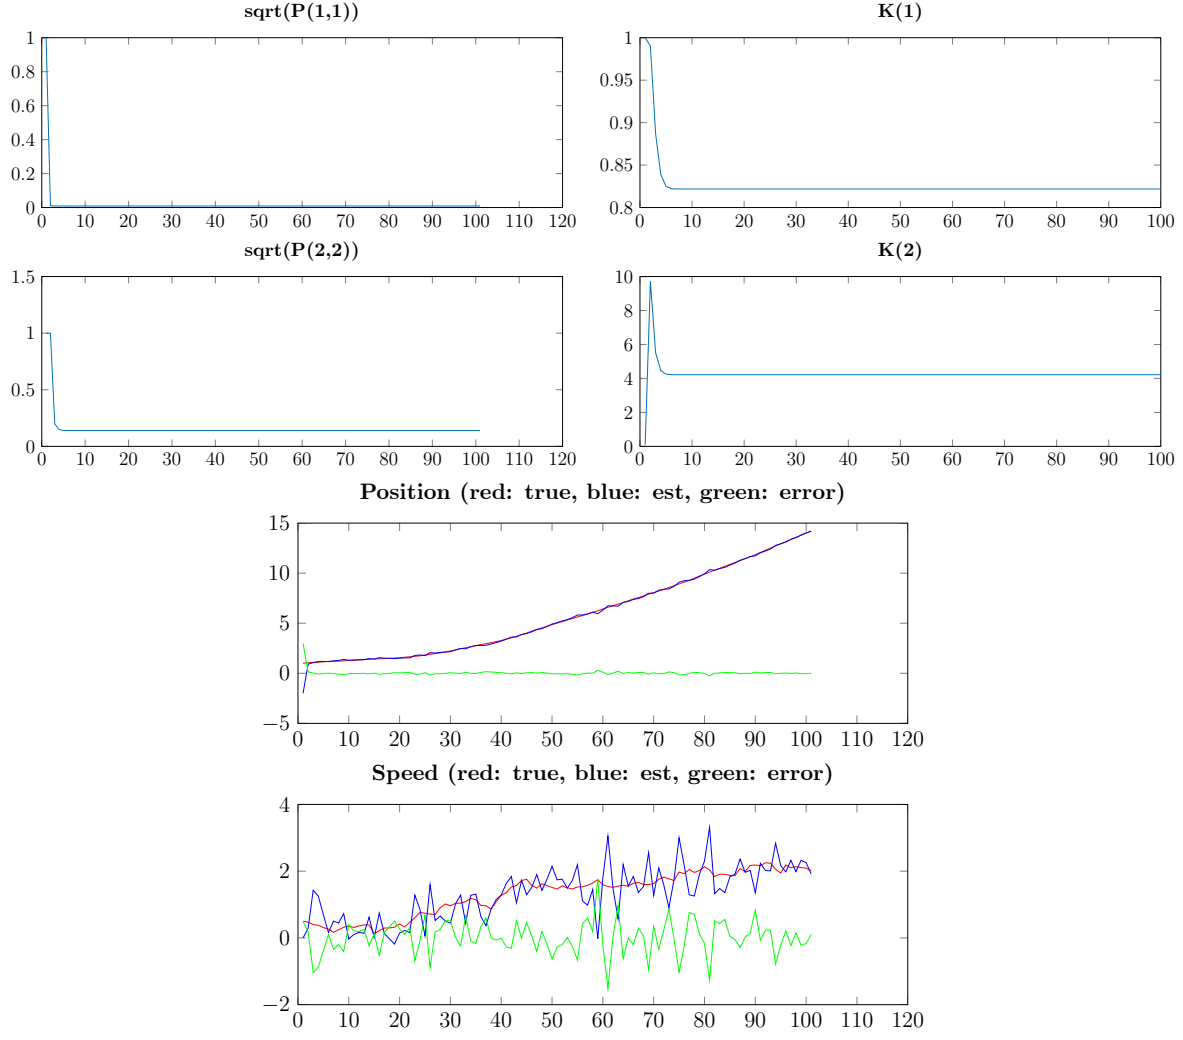 sqrt(P(1,1))
K(1)
1
0.8
0.6
0.4
0.2
0
0 10 20 30 40 50 60 70 80 90 100 110 120
1
0.95
0.9
0.85
0.8
0 10 20 30 40 50 60 70 80 90 100
sqrt(P(2,2))
K(2)
1.5
1
0.5
0
0 10 20 30 40 50 60 70 80 90 100 110 120
10
8
6
4
2
0
0 10 20 30 40 50 60 70 80 90 100
Position (red: true, blue: est, green: error)
15
10
5
0
−5
0 10 20 30 40 50 60 70 80 90 100 110 120
Speed (red: true, blue: est, green: error)
4
2
0
−2
0 10 20 30 40 50 60 70 80 90 100 110 120